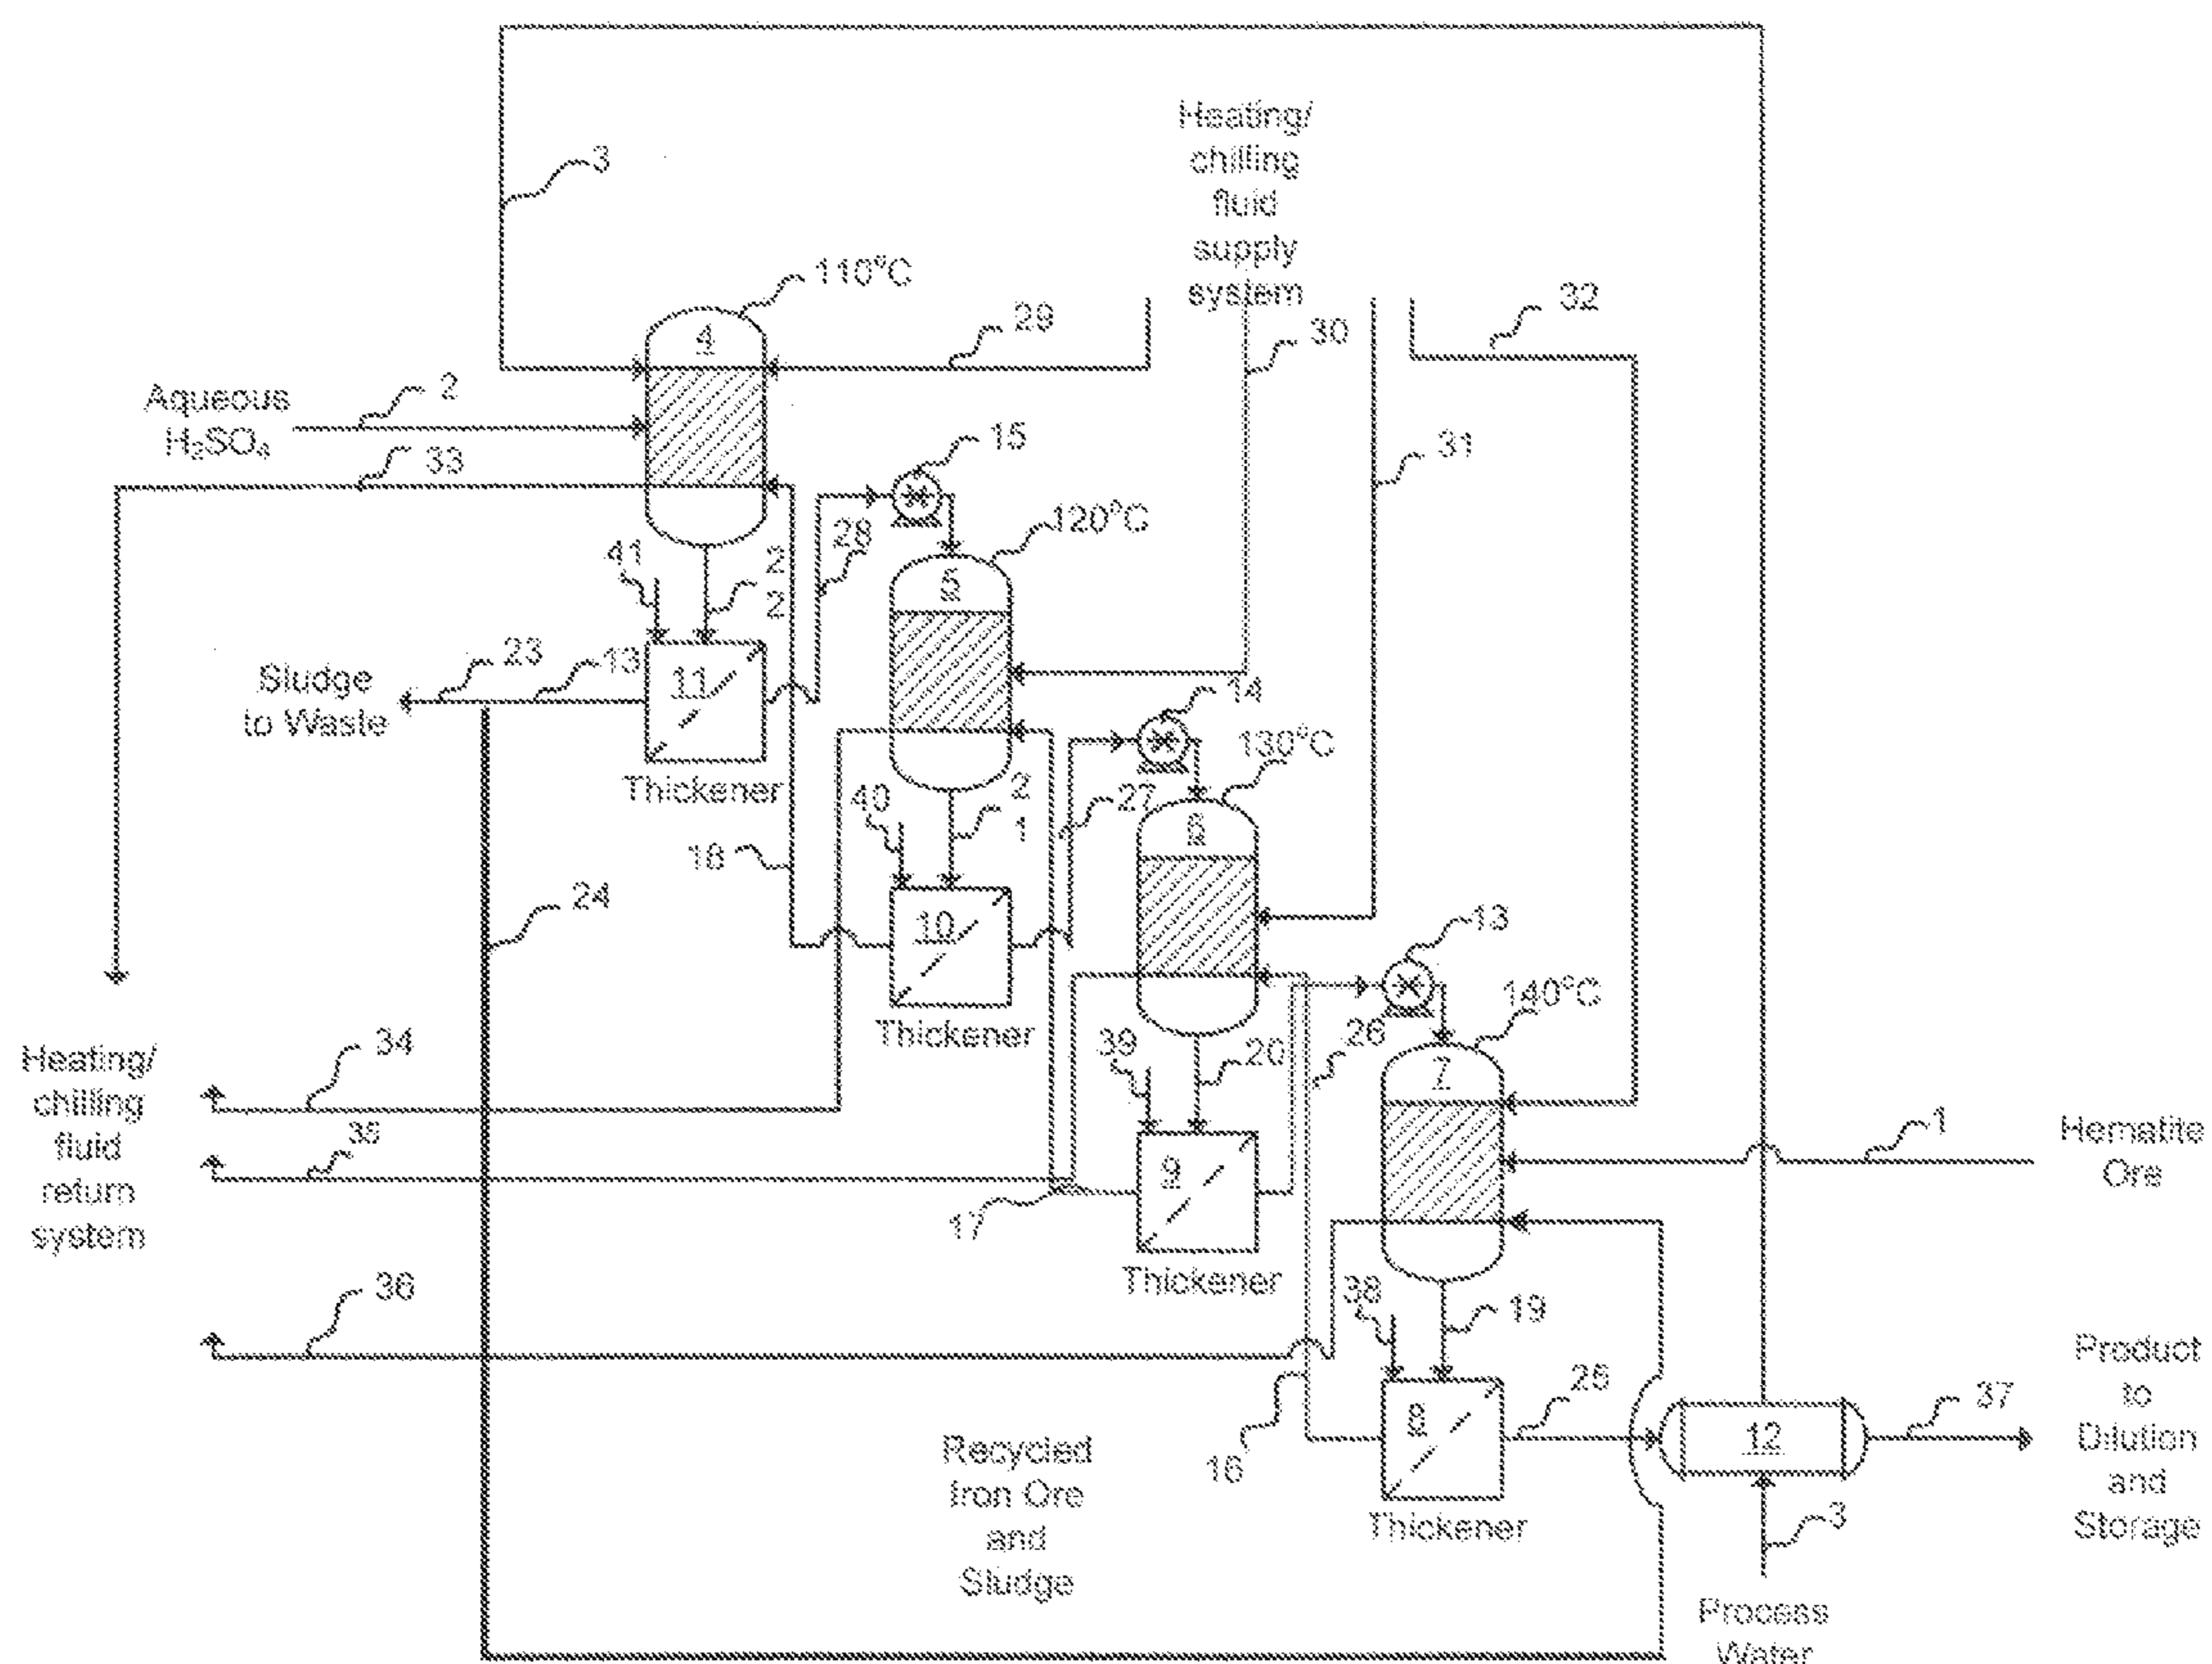 3
Heating/
chilling
fluid
supply
system
110°C
4
29
30
32
Aqueous
H₂SO₄
2
33
15
31
28
120°C
41
2
2
5
23
13
Sludge
to Waste
11
14
130°C
Thickener
40
2
1
27
6
18
24
10
13
140°C
Thickener
26
39
20
7
34
Heating/
chilling
fluid
return
system
35
1
Hematite
Ore
9
17
Thickener
36
38
19
25
8
16
12
37
Product
to
Dilution
and
Storage
Recycled
Iron Ore
and
Sludge
Thickener
3
Process
Water